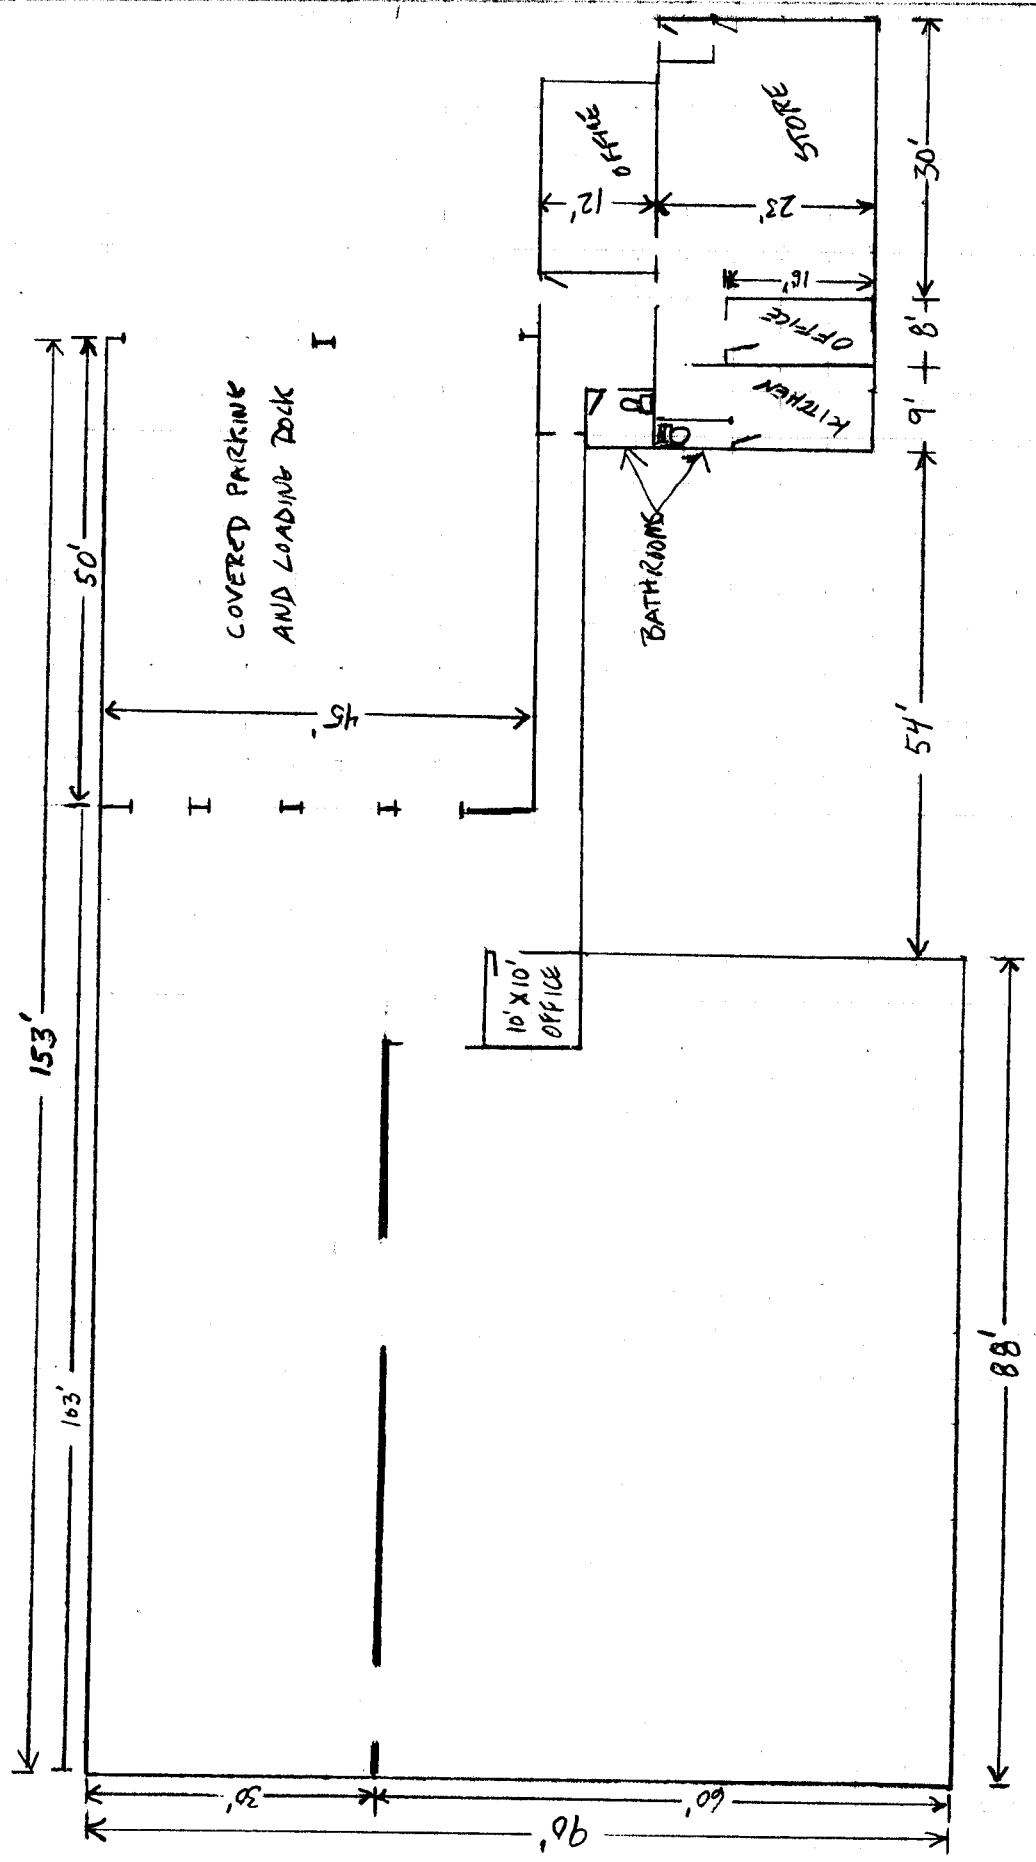 153'
163'
50'
COVERED PARKING
AND LOADING DOCK
45'
OFFICE
12'
STORE
23'
16'
OFFICE
KITCHEN
BATHROOMS
30'
8'
9'
54'
10'X10'
OFFICE
88'
30'
60'
90'